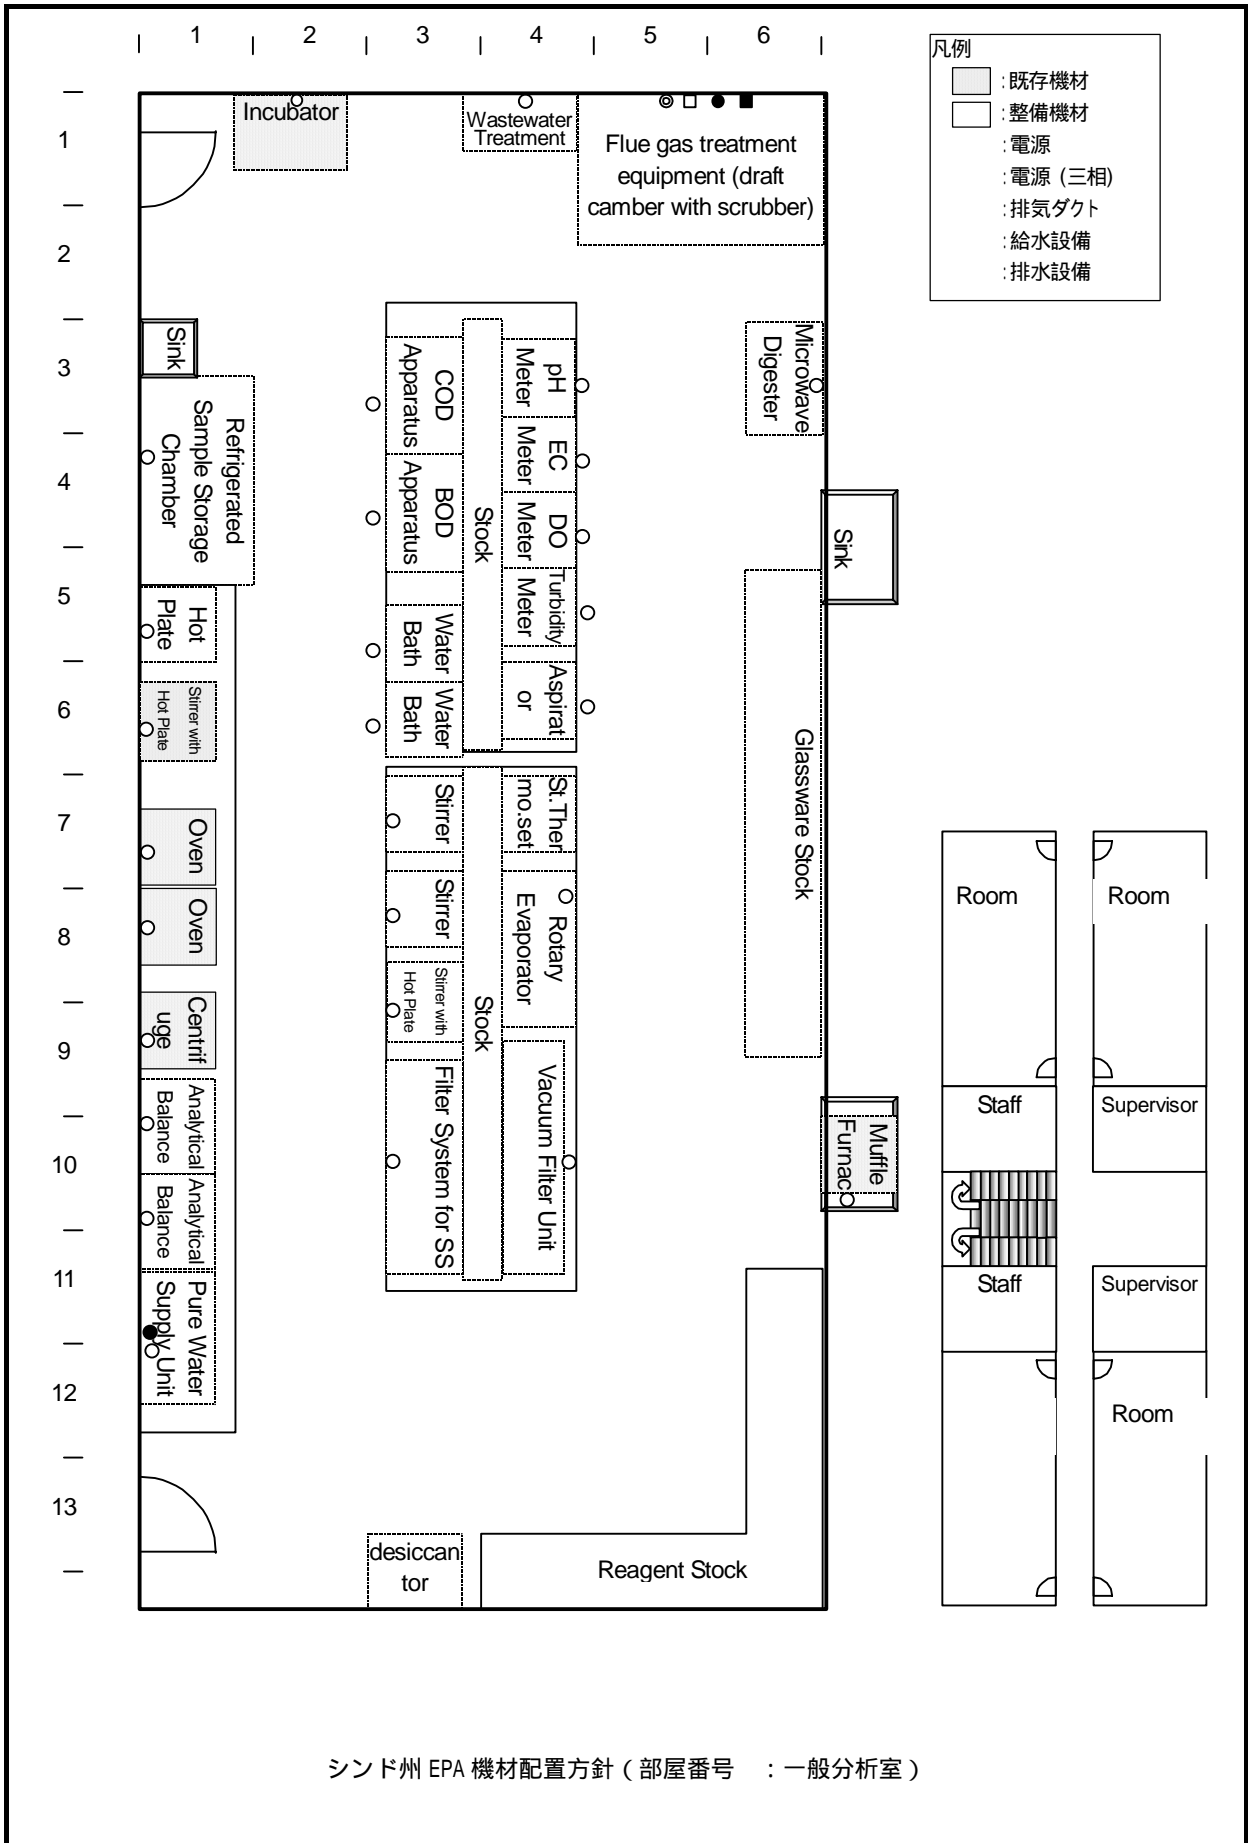 1 2 3 4 5 6
凡例
:既存機材
:整備機材
:電源
:電源 (三相)
:排気ダクト
:給水設備
:排水設備
1
2
3
4
5
6
7
8
9
10
11
12
13
Incubator
Wastewater
Treatment
Flue gas treatment
equipment (draft
camber with scrubber)
Sink
Refrigerated
Sample Storage
Chamber
Hot
Plate
Stirrer with
Hot Plate
Oven
Oven
Centrif
uge
Analytical
Balance
Analytical
Balance
Pure Water
Supply Unit
COD
Apparatus
BOD
Apparatus
Water
Bath
Water
Bath
Stock
pH
Meter
EC
Meter
DO
Meter
Turbidity
Meter
Aspirat
or
Stirrer
Stirrer
Stirrer with
Hot Plate
Filter System for SS
Stock
St.Ther
mo.set
Rotary
Evaporator
Vacuum Filter Unit
Microwave
Digester
Sink
Glassware Stock
Muffle
Furnac
desiccan
tor
Reagent Stock
Room
Room
Staff
Supervisor
Staff
Supervisor
Room
シンド州 EPA 機材配置方針（部屋番号　：一般分析室）